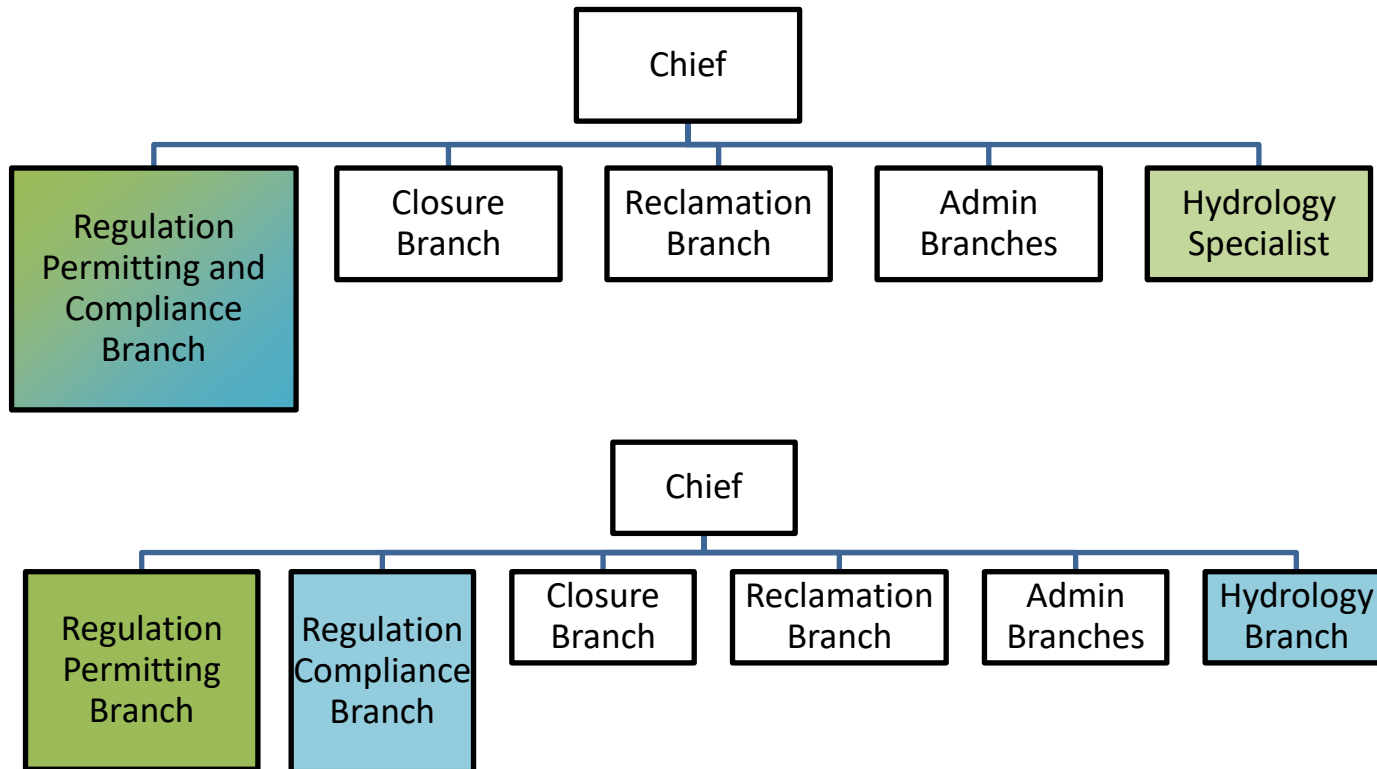 Chief
Regulation
Permitting and
Compliance
Branch
Closure
Branch
Reclamation
Branch
Admin
Branches
Hydrology
Specialist
Chief
Regulation
Permitting
Branch
Regulation
Compliance
Branch
Closure
Branch
Reclamation
Branch
Admin
Branches
Hydrology
Branch